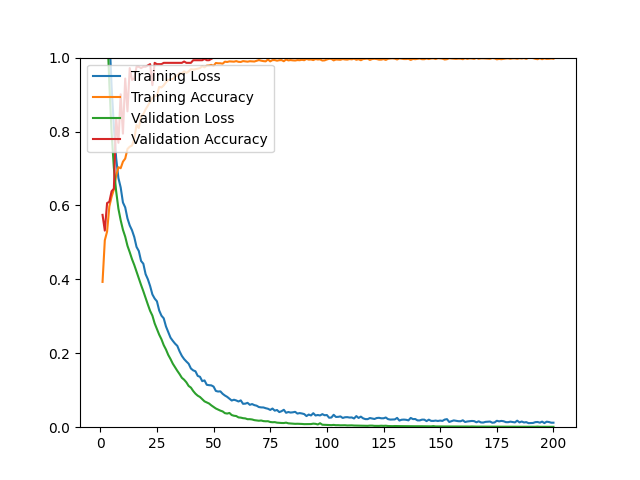 1.0
0.8
0.6
0.4
0.2
0.0
Training Loss
Training Accuracy
Validation Loss
Validation Accuracy
0 25 50 75 100 125 150 175 200